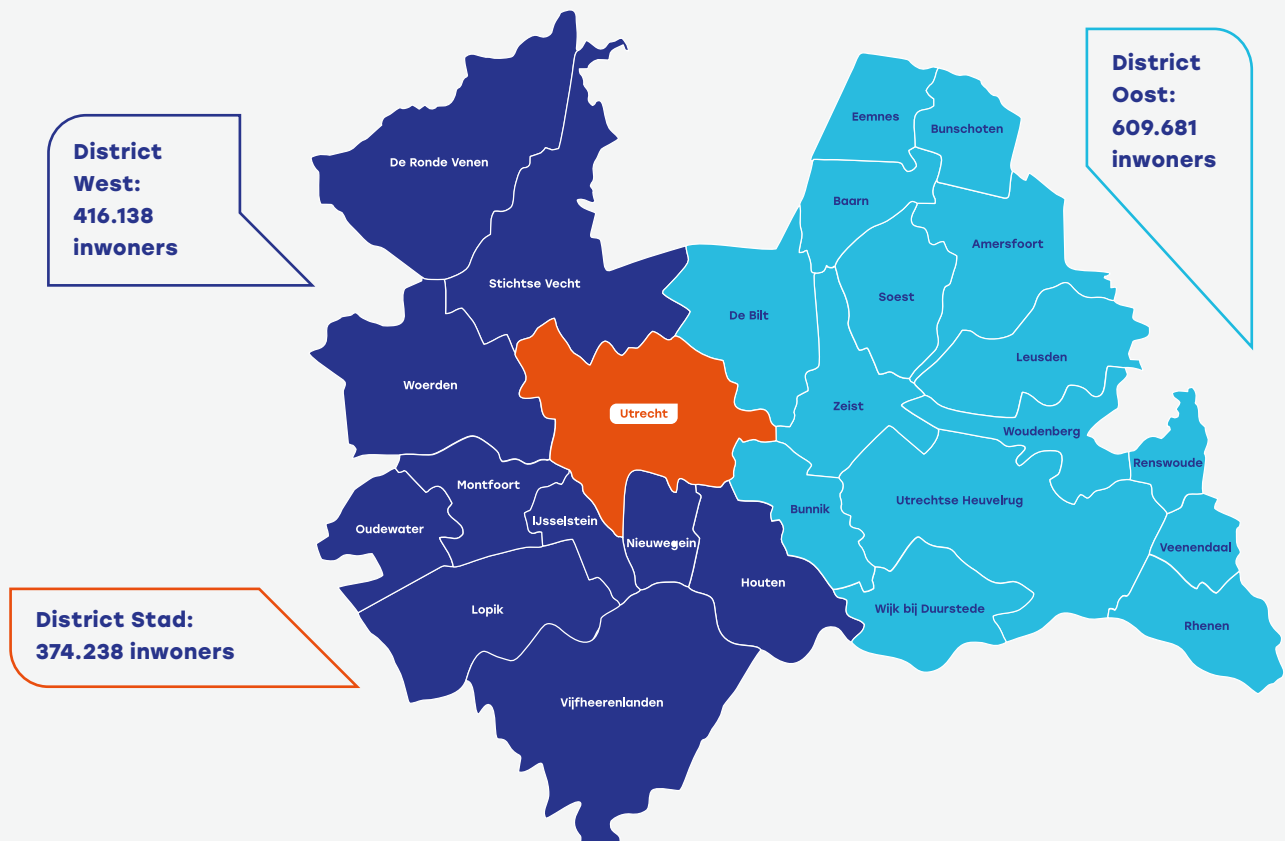 District
West:
416.138
inwoners
District
Oost:
609.681
inwoners
District Stad:
374.238 inwoners
De Ronde Venen
Stichtse Vecht
Woerden
Utrecht
Montfoort
Oudewater
IJsselstein
Nieuwegein
Houten
Lopik
Vijfheerenlanden
Eemnes
Bunschoten
Baarn
Amersfoort
Soest
De Bilt
Leusden
Zeist
Woudenberg
Renswoude
Utrechtse Heuvelrug
Bunnik
Veenendaal
Wijk bij Duurstede
Rhenen